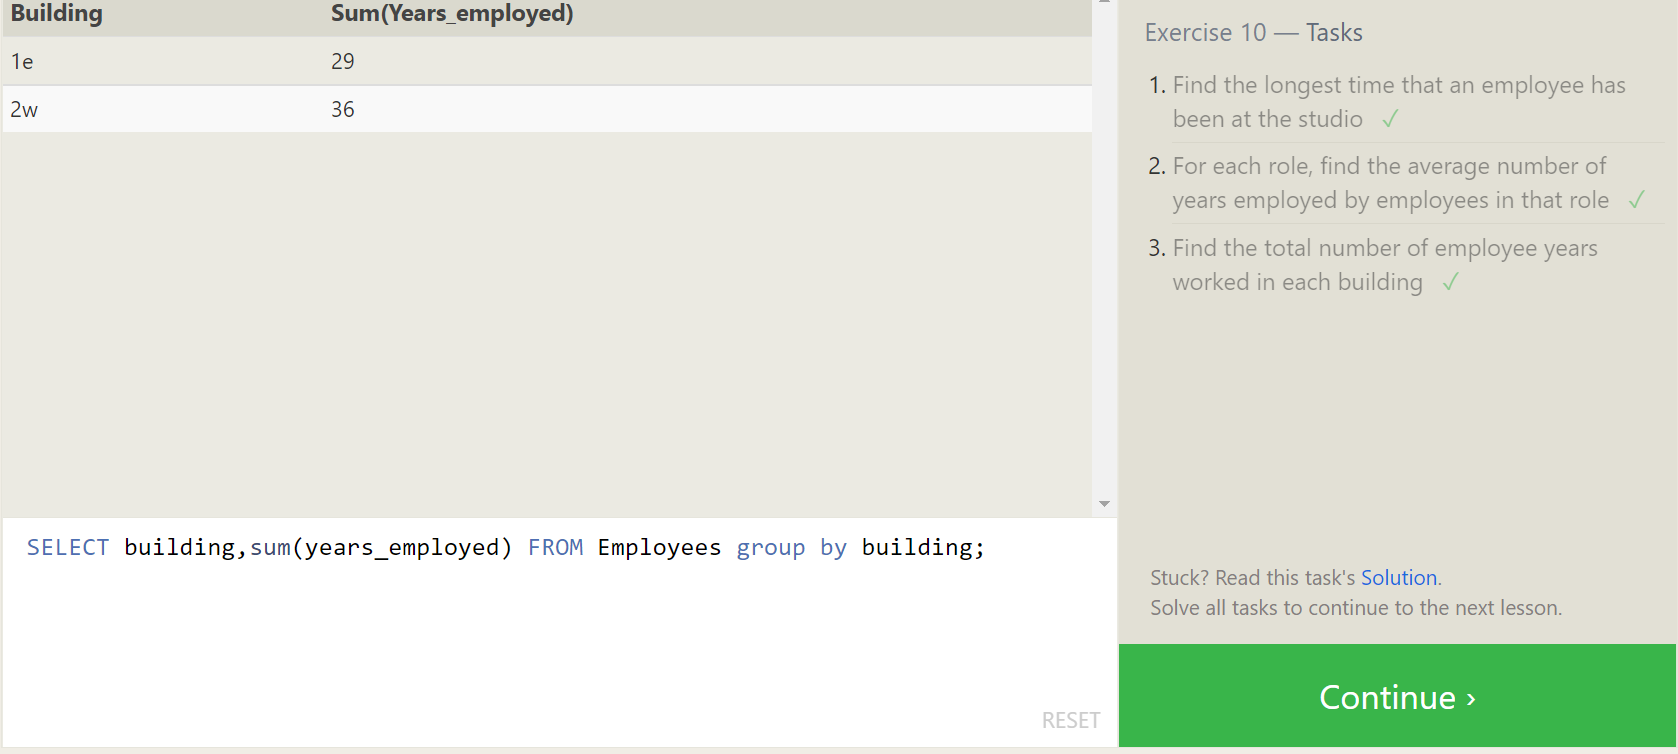 Building Sum(Years_employed)
1e 29
2w 36
SELECT building,sum(years_employed) FROM Employees group by building;
RESET
Exercise 10 — Tasks
1. Find the longest time that an employee has
been at the studio ✓
2. For each role, find the average number of
years employed by employees in that role ✓
3. Find the total number of employee years
worked in each building ✓
Stuck? Read this task's Solution.
Solve all tasks to continue to the next lesson.
Continue ›